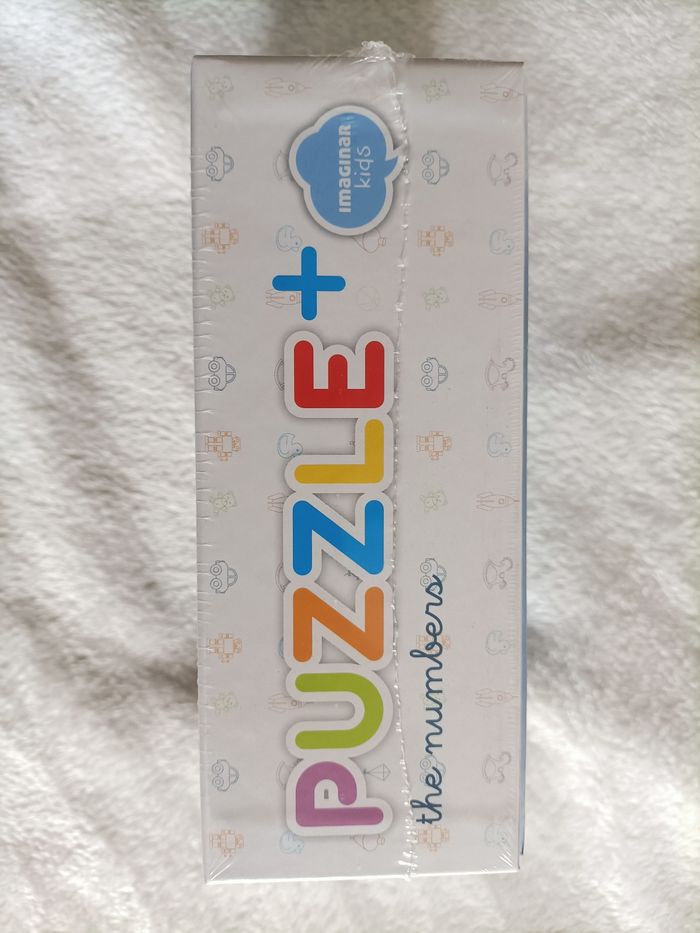 PUZZLE+
the numbers
imaginar
kids